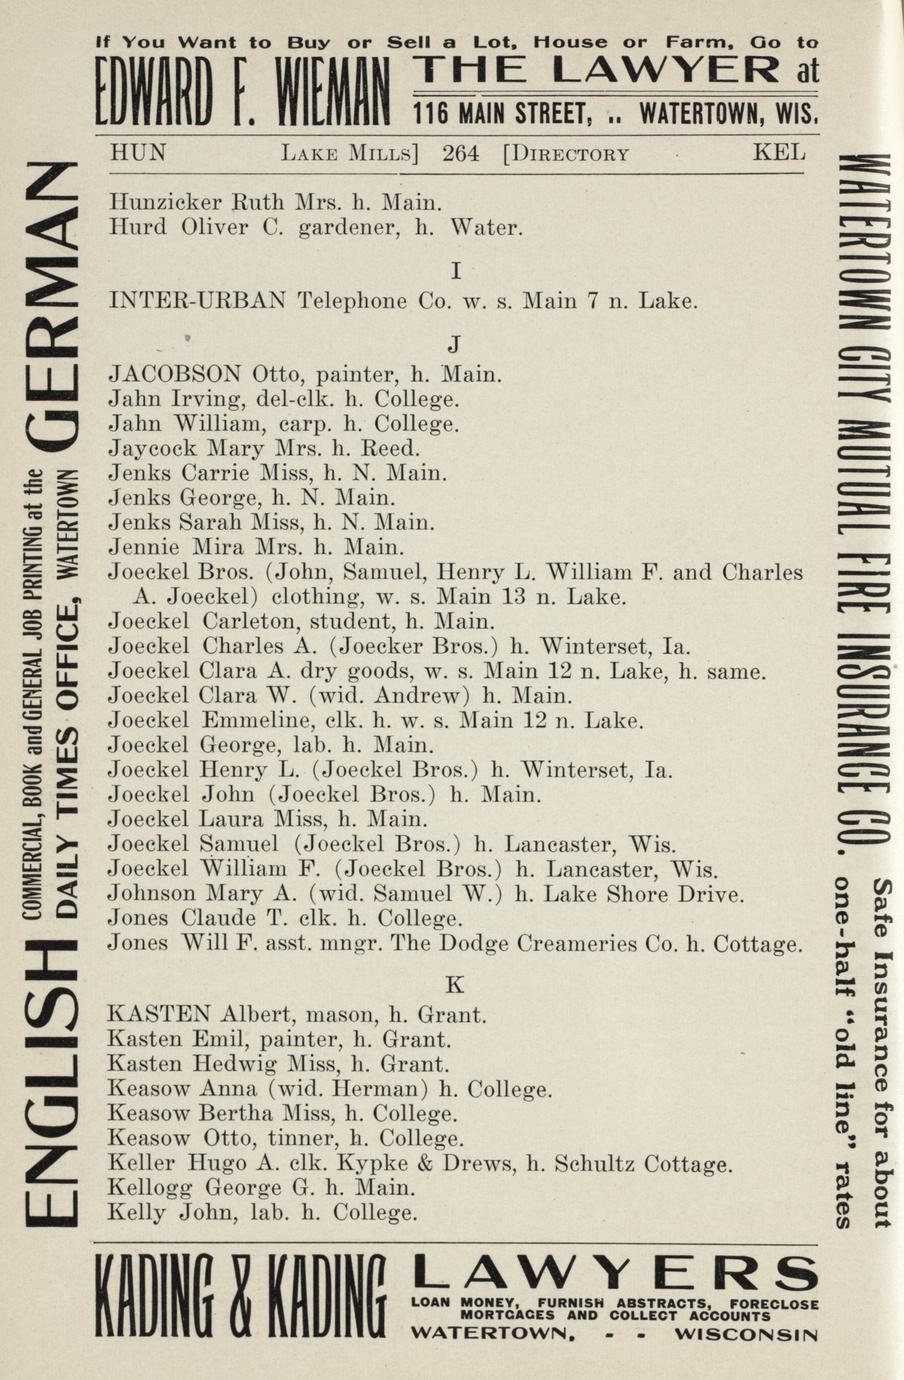 If You Want to Buy or Sell a Lot, House or Farm, Go to
EDWARD F. WIEMAN THE LAWYER at
116 MAIN STREET, .. WATERTOWN, WIS.
HUN LAKE MILLS] 264 [DIRECTORY KEL
Hunzicker Ruth Mrs. h. Main.
Hurd Oliver C. gardener, h. Water.
I
INTER-URBAN Telephone Co. w. s. Main 7 n. Lake.
J
JACOBSON Otto, painter, h. Main.
Jahn Irving, del-clk. h. College.
Jahn William, carp. h. College.
Jaycock Mary Mrs. h. Reed.
Jenks Carrie Miss, h. N. Main.
Jenks George, h. N. Main.
Jenks Sarah Miss, h. N. Main.
Jennie Mira Mrs. h. Main.
Joeckel Bros. (John, Samuel, Henry L. William F. and Charles
A. Joeckel) clothing, w. s. Main 13 n. Lake.
Joeckel Carleton, student, h. Main.
Joeckel Charles A. (Joecker Bros.) h. Winterset, Ia.
Joeckel Clara A. dry goods, w. s. Main 12 n. Lake, h. same.
Joeckel Clara W. (wid. Andrew) h. Main.
Joeckel Emmeline, clk. h. w. s. Main 12 n. Lake.
Joeckel George, lab. h. Main.
Joeckel Henry L. (Joeckel Bros.) h. Winterset, Ia.
Joeckel John (Joeckel Bros.) h. Main.
Joeckel Laura Miss, h. Main.
Joeckel Samuel (Joeckel Bros.) h. Lancaster, Wis.
Joeckel William F. (Joeckel Bros.) h. Lancaster, Wis.
Johnson Mary A. (wid. Samuel W.) h. Lake Shore Drive.
Jones Claude T. clk. h. College.
Jones Will F. asst. mngr. The Dodge Creameries Co. h. Cottage.
K
KASTEN Albert, mason, h. Grant.
Kasten Emil, painter, h. Grant.
Kasten Hedwig Miss, h. Grant.
Keasow Anna (wid. Herman) h. College.
Keasow Bertha Miss, h. College.
Keasow Otto, tinner, h. College.
Keller Hugo A. clk. Kypke & Drews, h. Schultz Cottage.
Kellogg George G. h. Main.
Kelly John, lab. h. College.
KADING & KADING LAWYERS
LOAN MONEY, FURNISH ABSTRACTS, FORECLOSE
MORTGAGES AND COLLECT ACCOUNTS
WATERTOWN, - - WISCONSIN
ENGLISH COMMERCIAL, BOOK and GENERAL JOB PRINTING at the GERMAN
DAILY TIMES OFFICE, WATERTOWN
WATERTOWN CITY MUTUAL FIRE INSURANCE CO. Safe Insurance for about
one-half "old line" rates